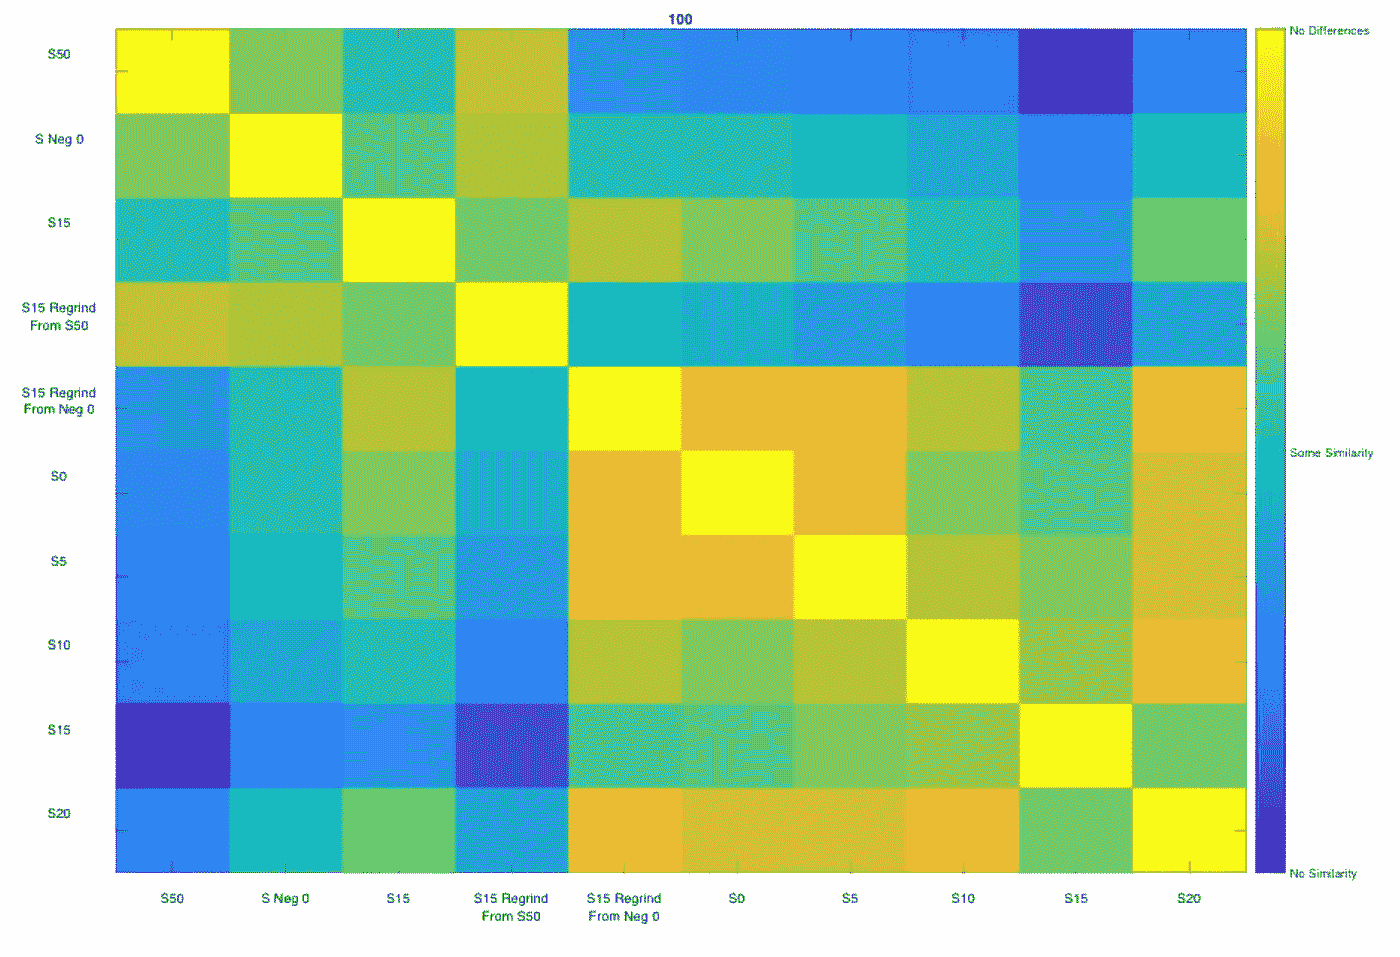 100
No Differences
S50
S Neg 0
S15
S15 Regrind
From S50
S15 Regrind
From Neg 0
S0
Some Similarity
S5
S10
S15
S20
No Similarity
S50
S Neg 0
S15
S15 Regrind
From S50
S15 Regrind
From Neg 0
S0
S5
S10
S15
S20